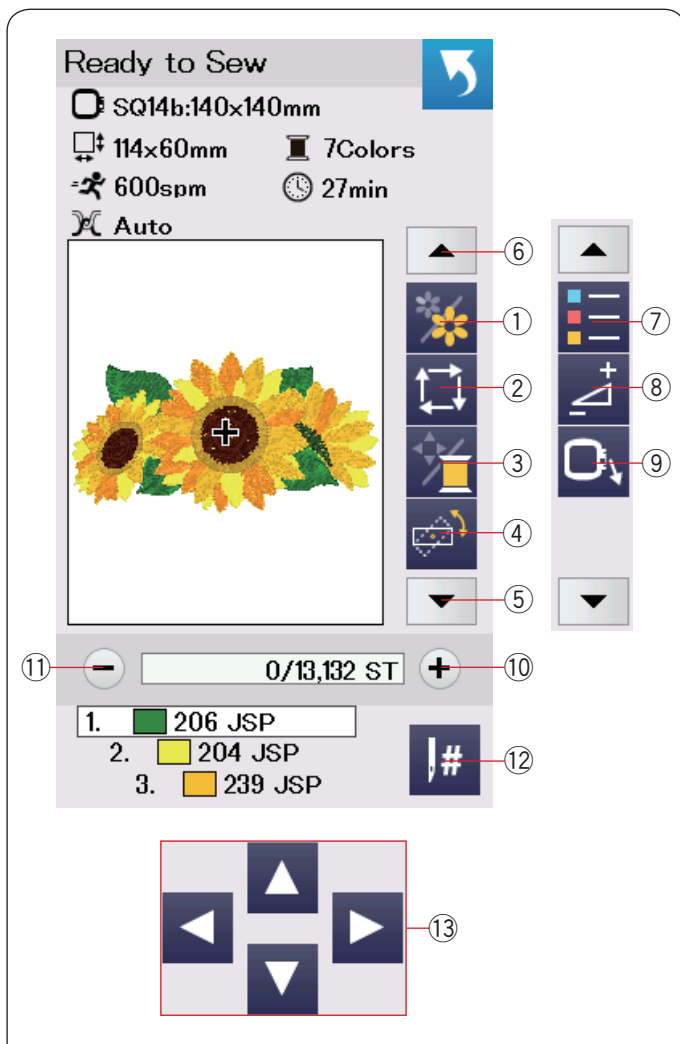 Ready to Sew
SQ14b:140x140mm
114x60mm 7Colors
600spm 27min
Auto
⑥
① ⑦
② ⑧
③ ⑨
④
⑤
⑪ − 0/13,132 ST + ⑩
1. 206 JSP
2. 204 JSP
3. 239 JSP
# ⑫
⑬